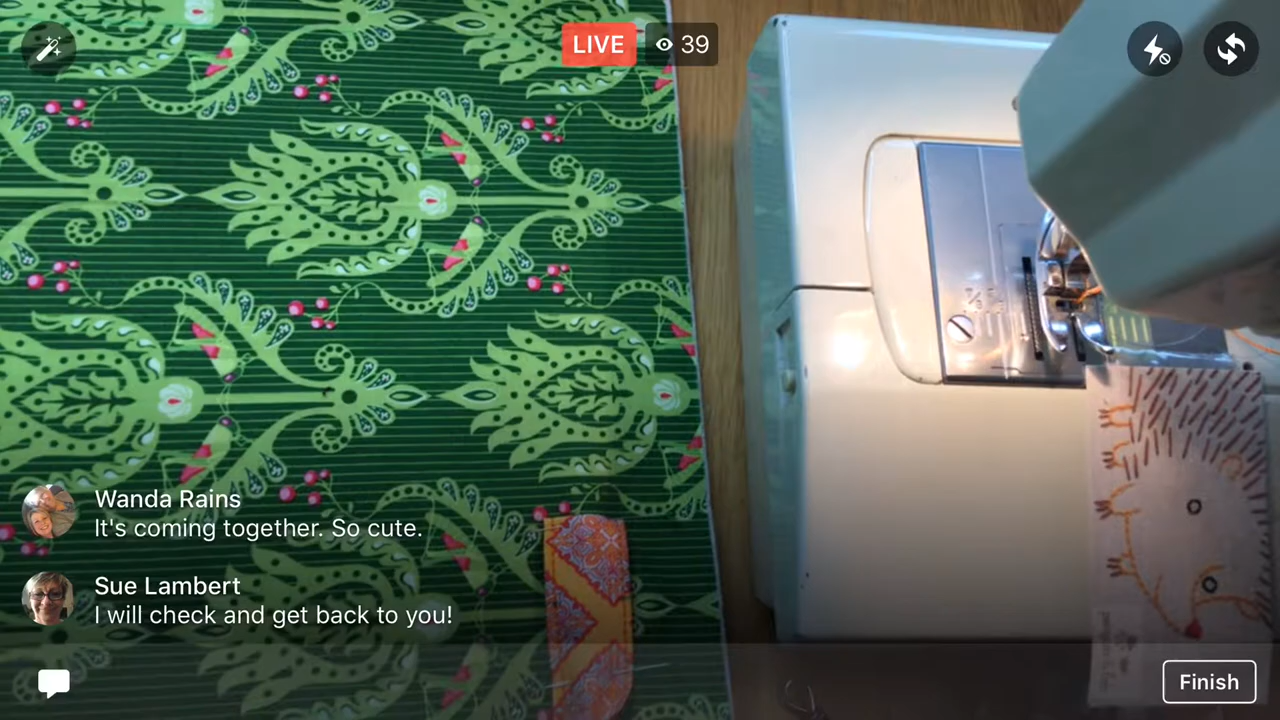 LIVE 39
Wanda Rains
It's coming together. So cute.
Sue Lambert
I will check and get back to you!
Finish